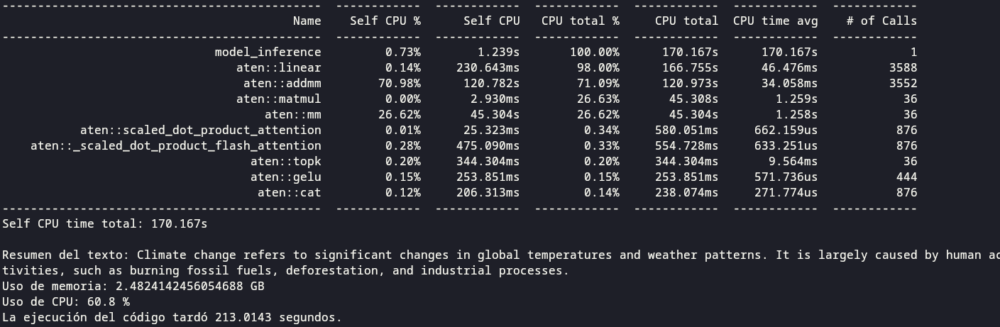 ---------------------------------------------  ------------  ------------  ------------  ------------  ------------  ------------
Name    Self CPU %      Self CPU   CPU total %     CPU total  CPU time avg    # of Calls
---------------------------------------------  ------------  ------------  ------------  ------------  ------------  ------------
model_inference         0.73%        1.239s       100.00%      170.167s      170.167s             1
aten::linear         0.14%     230.643ms        98.00%      166.755s      46.476ms          3588
aten::addmm        70.98%      120.782s        71.09%      120.973s      34.058ms          3552
aten::matmul         0.00%       2.930ms        26.63%       45.308s        1.259s            36
aten::mm        26.62%       45.304s        26.62%       45.304s        1.258s            36
aten::scaled_dot_product_attention         0.01%      25.323ms         0.34%     580.051ms     662.159us           876
aten::_scaled_dot_product_flash_attention         0.28%     475.090ms         0.33%     554.728ms     633.251us           876
aten::topk         0.20%     344.304ms         0.20%     344.304ms       9.564ms            36
aten::gelu         0.15%     253.851ms         0.15%     253.851ms     571.736us           444
aten::cat         0.12%     206.313ms         0.14%     238.074ms     271.774us           876
---------------------------------------------  ------------  ------------  ------------  ------------  ------------  ------------
Self CPU time total: 170.167s
Resumen del texto: Climate change refers to significant changes in global temperatures and weather patterns. It is largely caused by human ac
tivities, such as burning fossil fuels, deforestation, and industrial processes.
Uso de memoria: 2.4824142456054688 GB
Uso de CPU: 60.8 %
La ejecución del código tardó 213.0143 segundos.